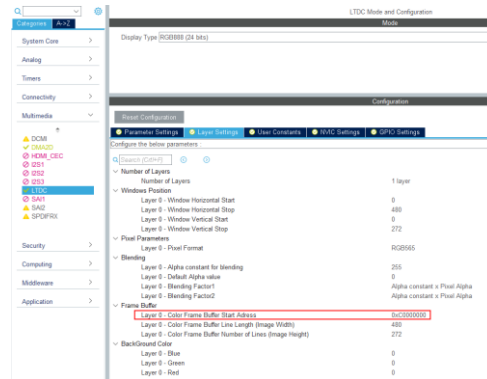 LTDC Mode and Configuration
Categories A->Z
Mode
System Core
Display Type RGB888 (24 bits)
Analog
Timers
Connectivity
Configuration
Multimedia
Reset Configuration
Parameter Settings Layer Settings User Constants NVIC Settings GPIO Settings
Configure the below parameters :
DCMI
DMA2D
HDMI_CEC
I2S1
I2S2
I2S3
LTDC
SAI1
SAI2
SPDIFRX
Search (Ctrl+F)
Number of Layers
Number of Layers 1 layer
Windows Position
Layer 0 - Window Horizontal Start 0
Layer 0 - Window Horizontal Stop 480
Layer 0 - Window Vertical Start 0
Layer 0 - Window Vertical Stop 272
Pixel Parameters
Layer 0 - Pixel Format RGB565
Blending
Layer 0 - Alpha constant for blending 255
Layer 0 - Default Alpha value 0
Layer 0 - Blending Factor1 Alpha constant x Pixel Alpha
Layer 0 - Blending Factor2 Alpha constant x Pixel Alpha
Frame Buffer
Layer 0 - Color Frame Buffer Start Adress 0xC0000000
Layer 0 - Color Frame Buffer Line Length (Image Width) 480
Layer 0 - Color Frame Buffer Number of Lines (Image Height) 272
BackGround Color
Layer 0 - Blue 0
Layer 0 - Green 0
Layer 0 - Red 0
Security
Computing
Middleware
Application